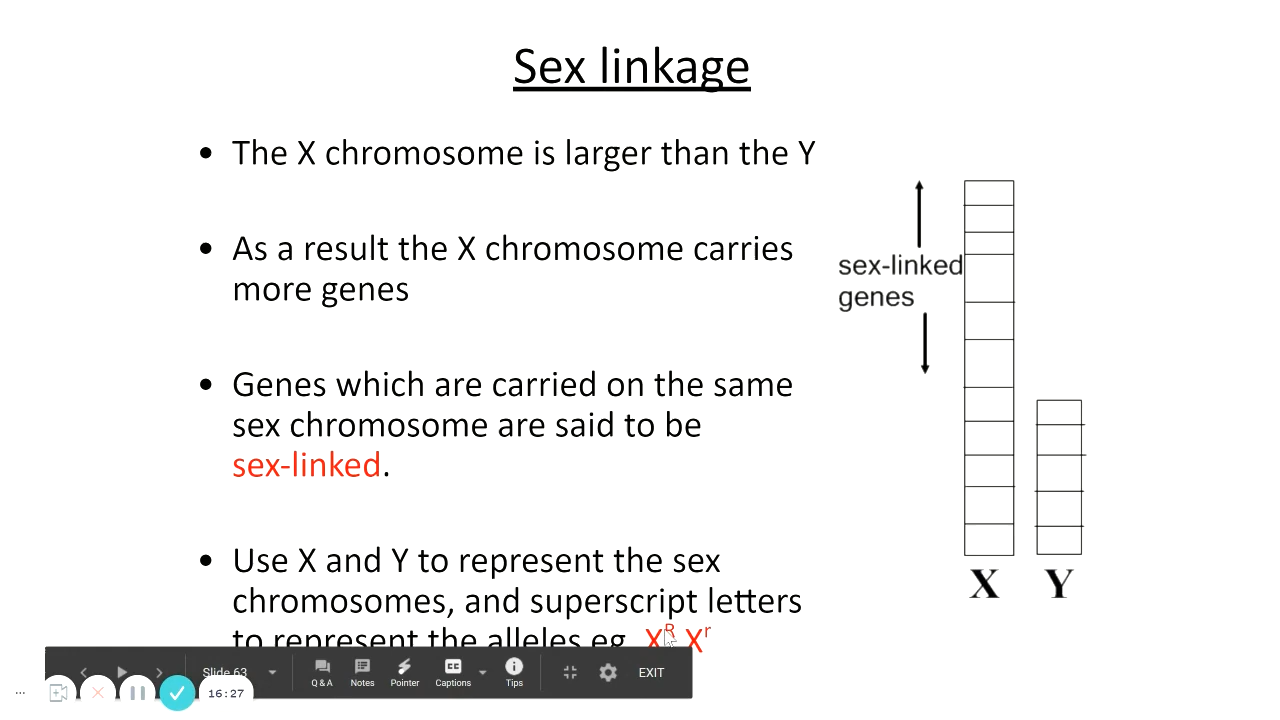 Sex linkage
• The X chromosome is larger than the Y
• As a result the X chromosome carries
more genes
• Genes which are carried on the same
sex chromosome are said to be
sex-linked.
• Use X and Y to represent the sex
chromosomes, and superscript letters
to represent the alleles eg. Xᴿ Xʳ
sex-linked
genes
X Y
Slide 63
Q & A Notes Pointer Captions Tips EXIT
16:27